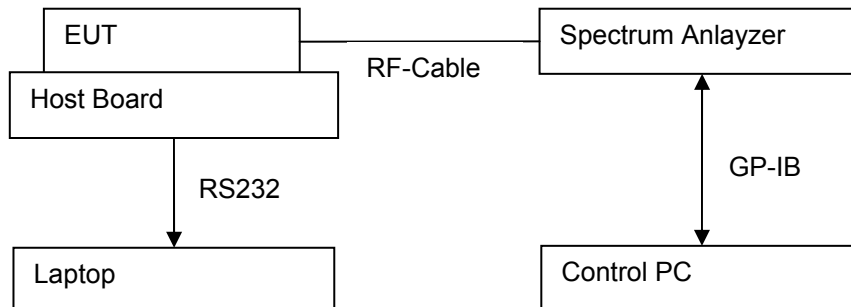 EUT
Spectrum Anlayzer
RF-Cable
Host Board
RS232
GP-IB
Laptop
Control PC